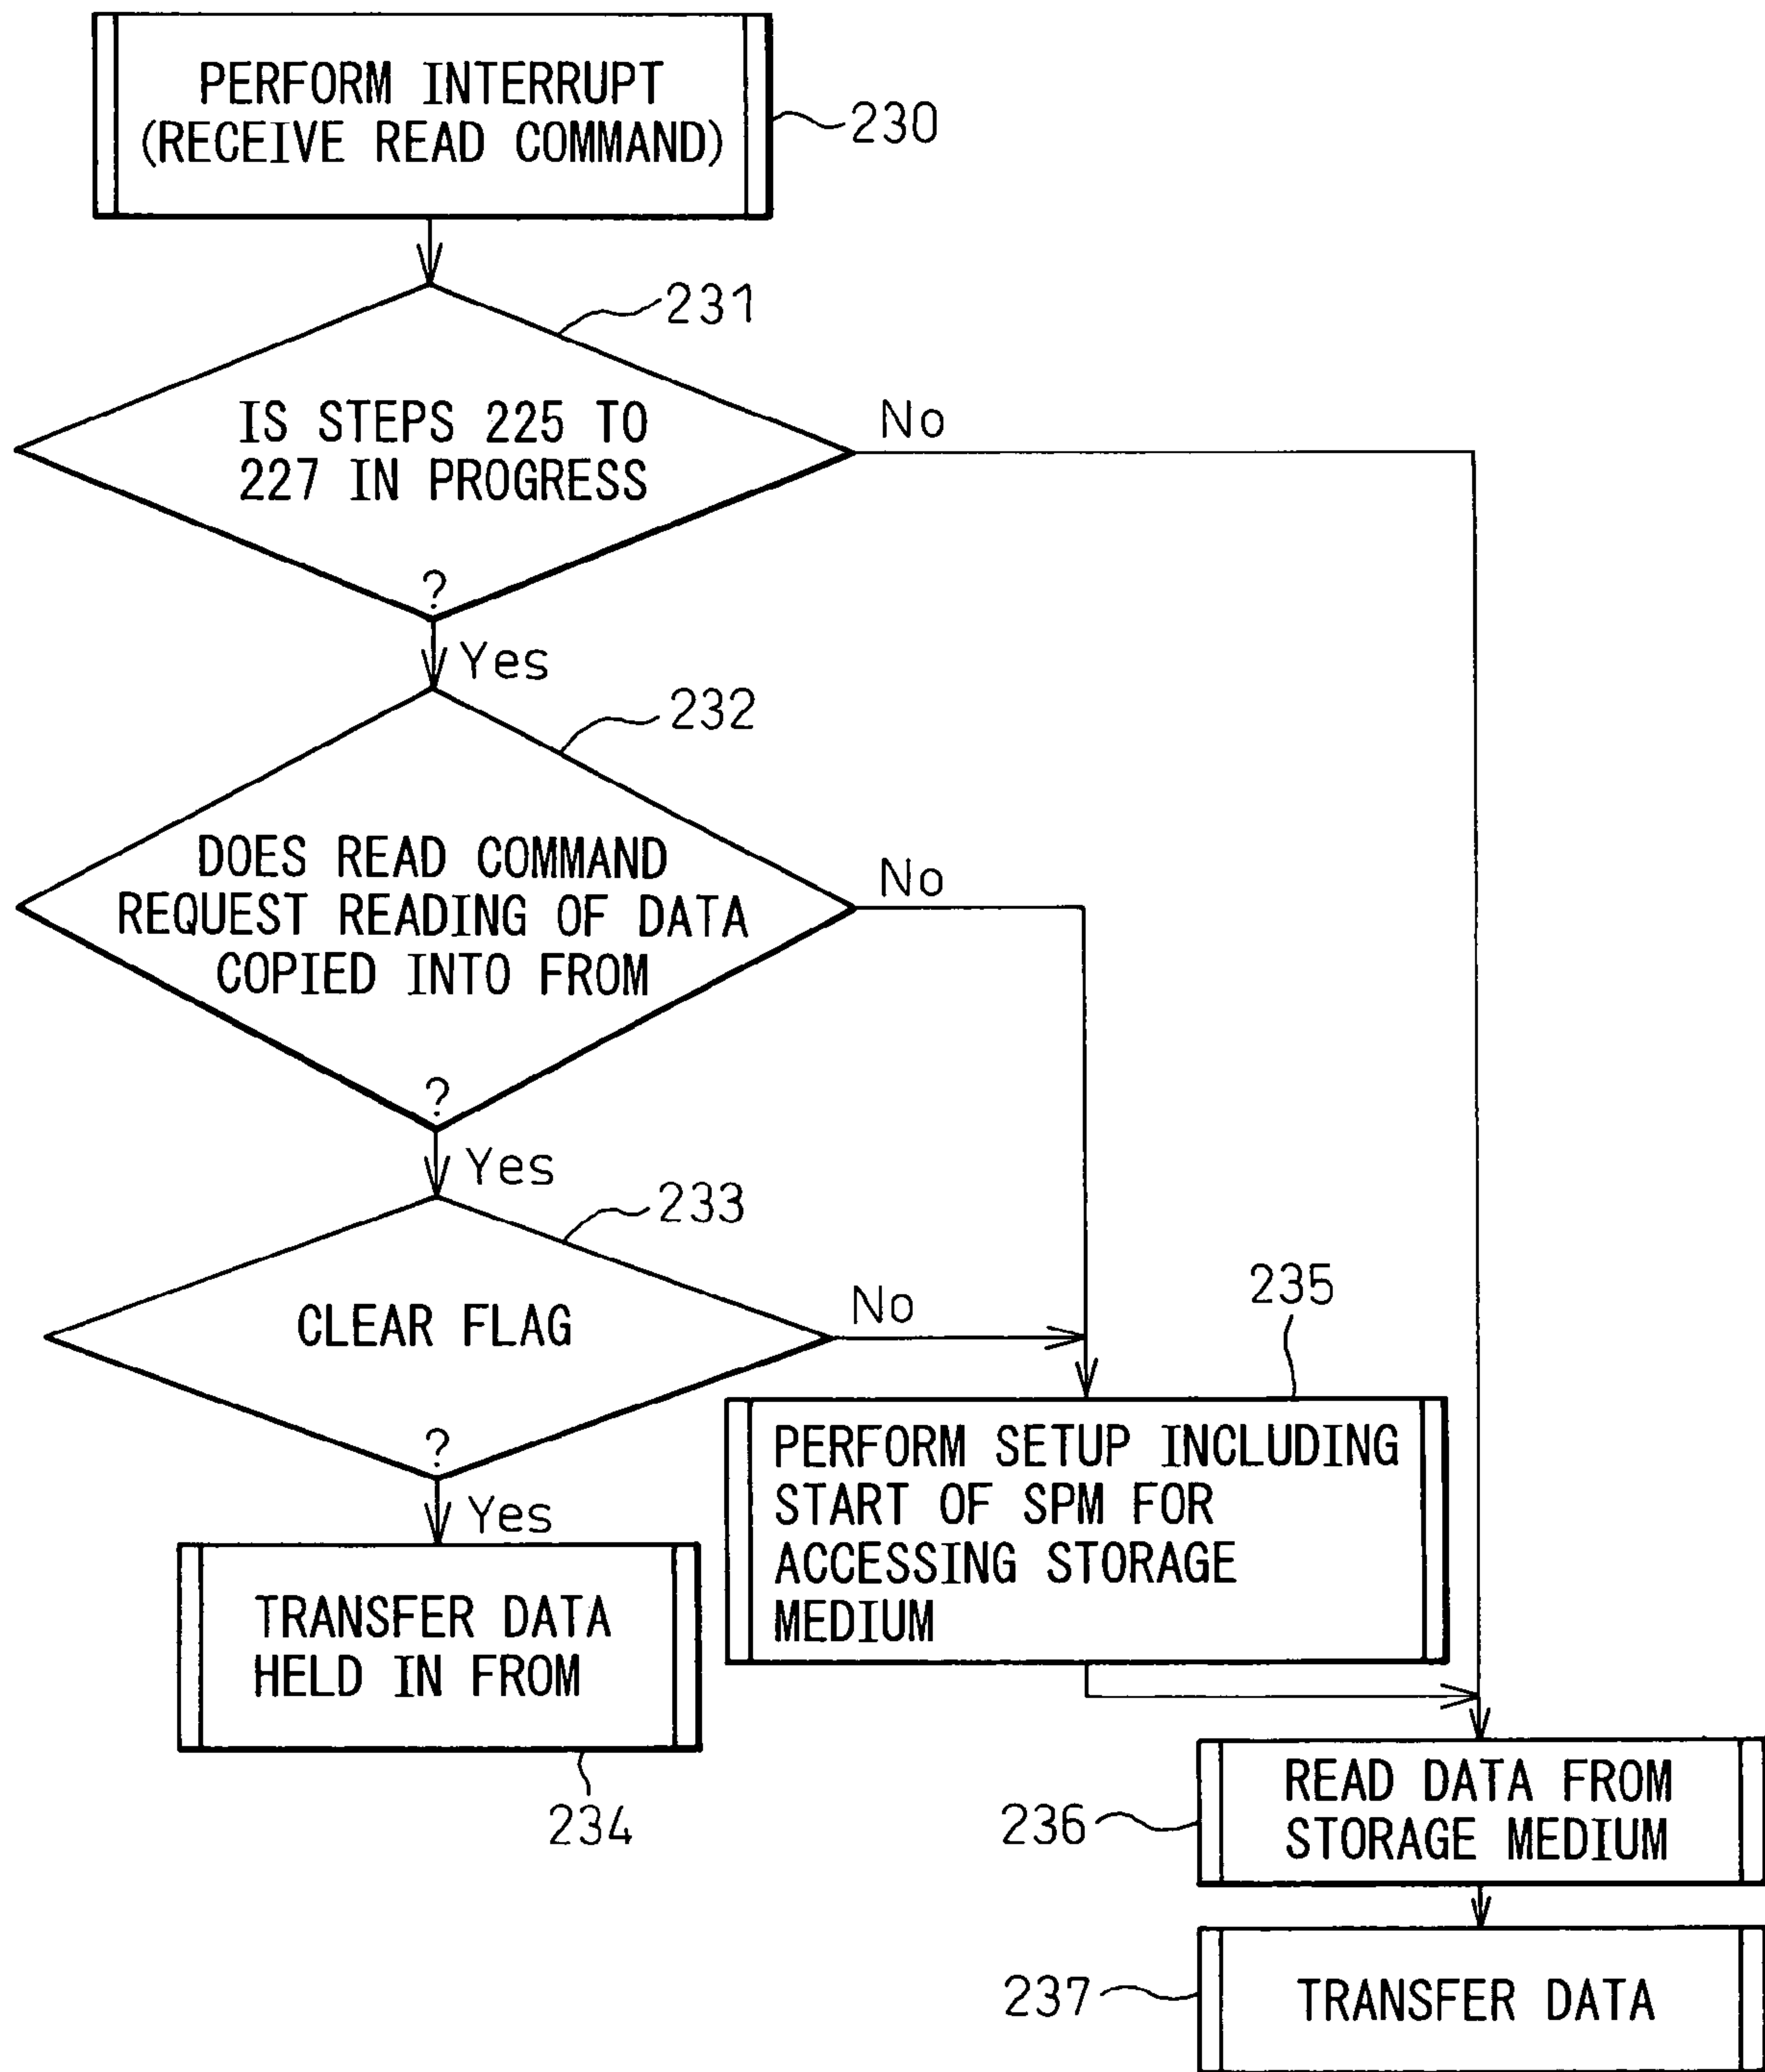 PERFORM INTERRUPT
(RECEIVE READ COMMAND)
230
231
IS STEPS 225 TO
227 IN PROGRESS
?
No
Yes
232
DOES READ COMMAND
REQUEST READING OF DATA
COPIED INTO FROM
?
No
Yes
233
CLEAR FLAG
?
No
Yes
235
PERFORM SETUP INCLUDING
START OF SPM FOR
ACCESSING STORAGE
MEDIUM
TRANSFER DATA
HELD IN FROM
234
236
READ DATA FROM
STORAGE MEDIUM
237
TRANSFER DATA